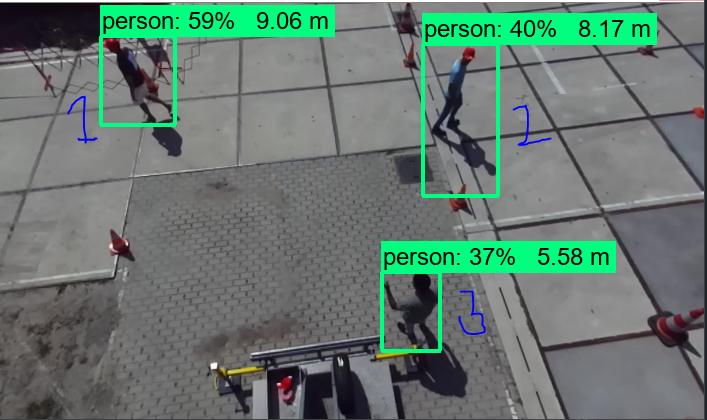 person: 59% 9.06 m
person: 40% 8.17 m
1
2
person: 37% 5.58 m
3